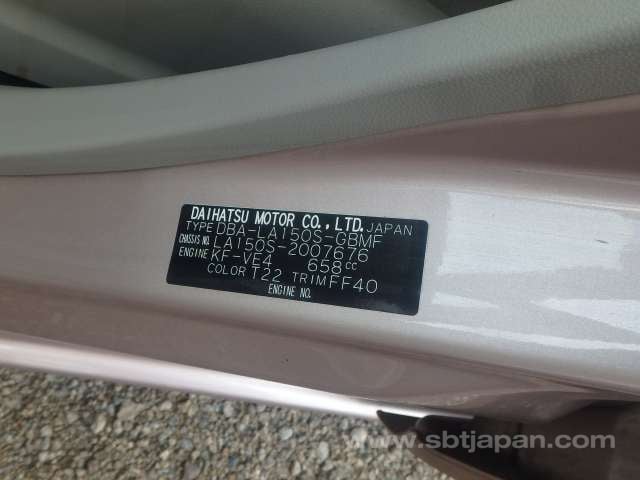 DAIHATSU MOTOR CO., LTD. JAPAN
TYPE DBA-LA150S-GBMF
CHASSIS NO. LA150S-2007676
ENGINE KF-VE4 658cc
COLOR T22 TRIM FF40
ENGINE NO.
www.sbtjapan.com